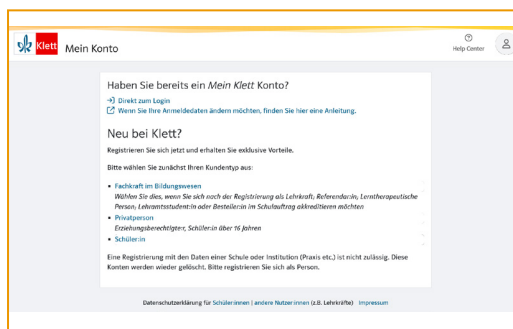 Klett Mein Konto
Help Center
Haben Sie bereits ein Mein Klett Konto?
Direkt zum Login
Wenn Sie Ihre Anmeldedaten ändern möchten, finden Sie hier eine Anleitung.
Neu bei Klett?
Registrieren Sie sich jetzt und erhalten Sie exklusive Vorteile.
Bitte wählen Sie zunächst Ihren Kundentyp aus:
• Fachkraft im Bildungswesen
Wählen Sie dies, wenn Sie sich nach der Registrierung als Lehrkraft; Referendar:in, Lerntherapeutische
Person; Lehramtsstudent:in oder Besteller:in im Schulauftrag akkreditieren möchten
• Privatperson
Erziehungsberechtigte:r, Schüler:in über 16 Jahren
• Schüler:in
Eine Registrierung mit den Daten einer Schule oder Institution (Praxis etc.) ist nicht zulässig. Diese
Konten werden wieder gelöscht. Bitte registrieren Sie sich als Person.
Datenschutzerklärung für Schüler:innen | andere Nutzer:innen (z.B. Lehrkräfte) Impressum